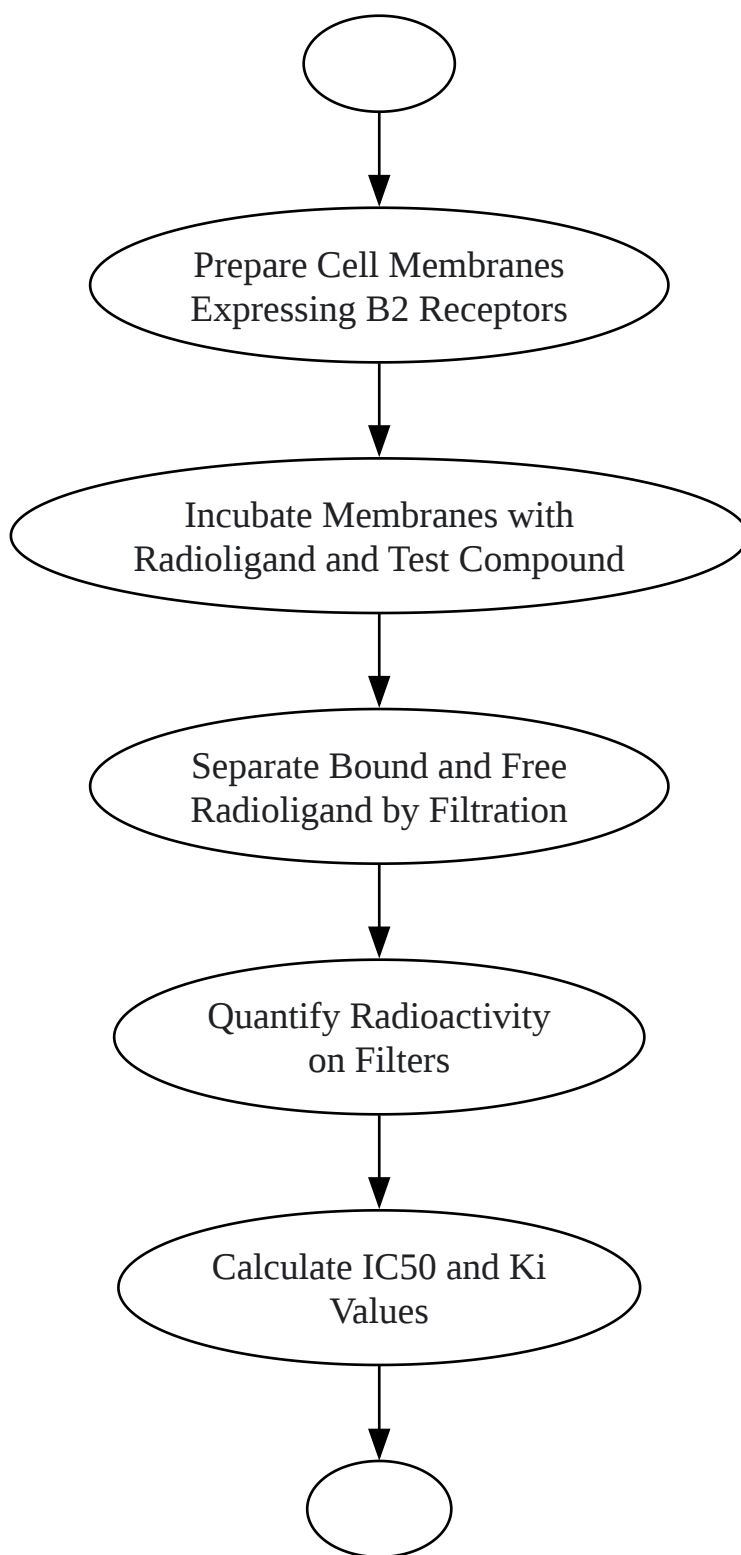 Prepare Cell Membranes
Expressing B2 Receptors
Incubate Membranes with
Radioligand and Test Compound
Separate Bound and Free
Radioligand by Filtration
Quantify Radioactivity
on Filters
Calculate IC50 and Ki
Values